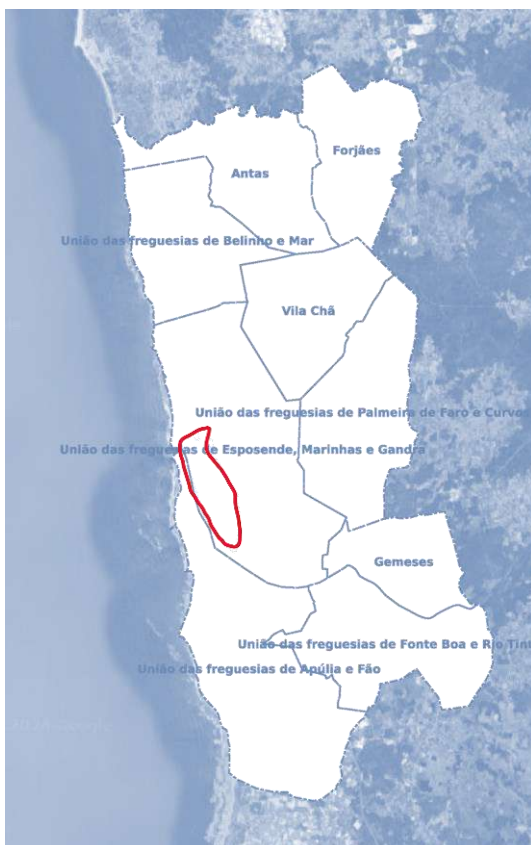 Forjães
Antas
União das freguesias de Belinho e Mar
Vila Chã
União das freguesias de Palmeira de Faro e Curvo
União das freguesias de Esposende, Marinhas e Gandra
Gemeses
União das freguesias de Fonte Boa e Rio Tint
União das freguesias de Apúlia e Fão